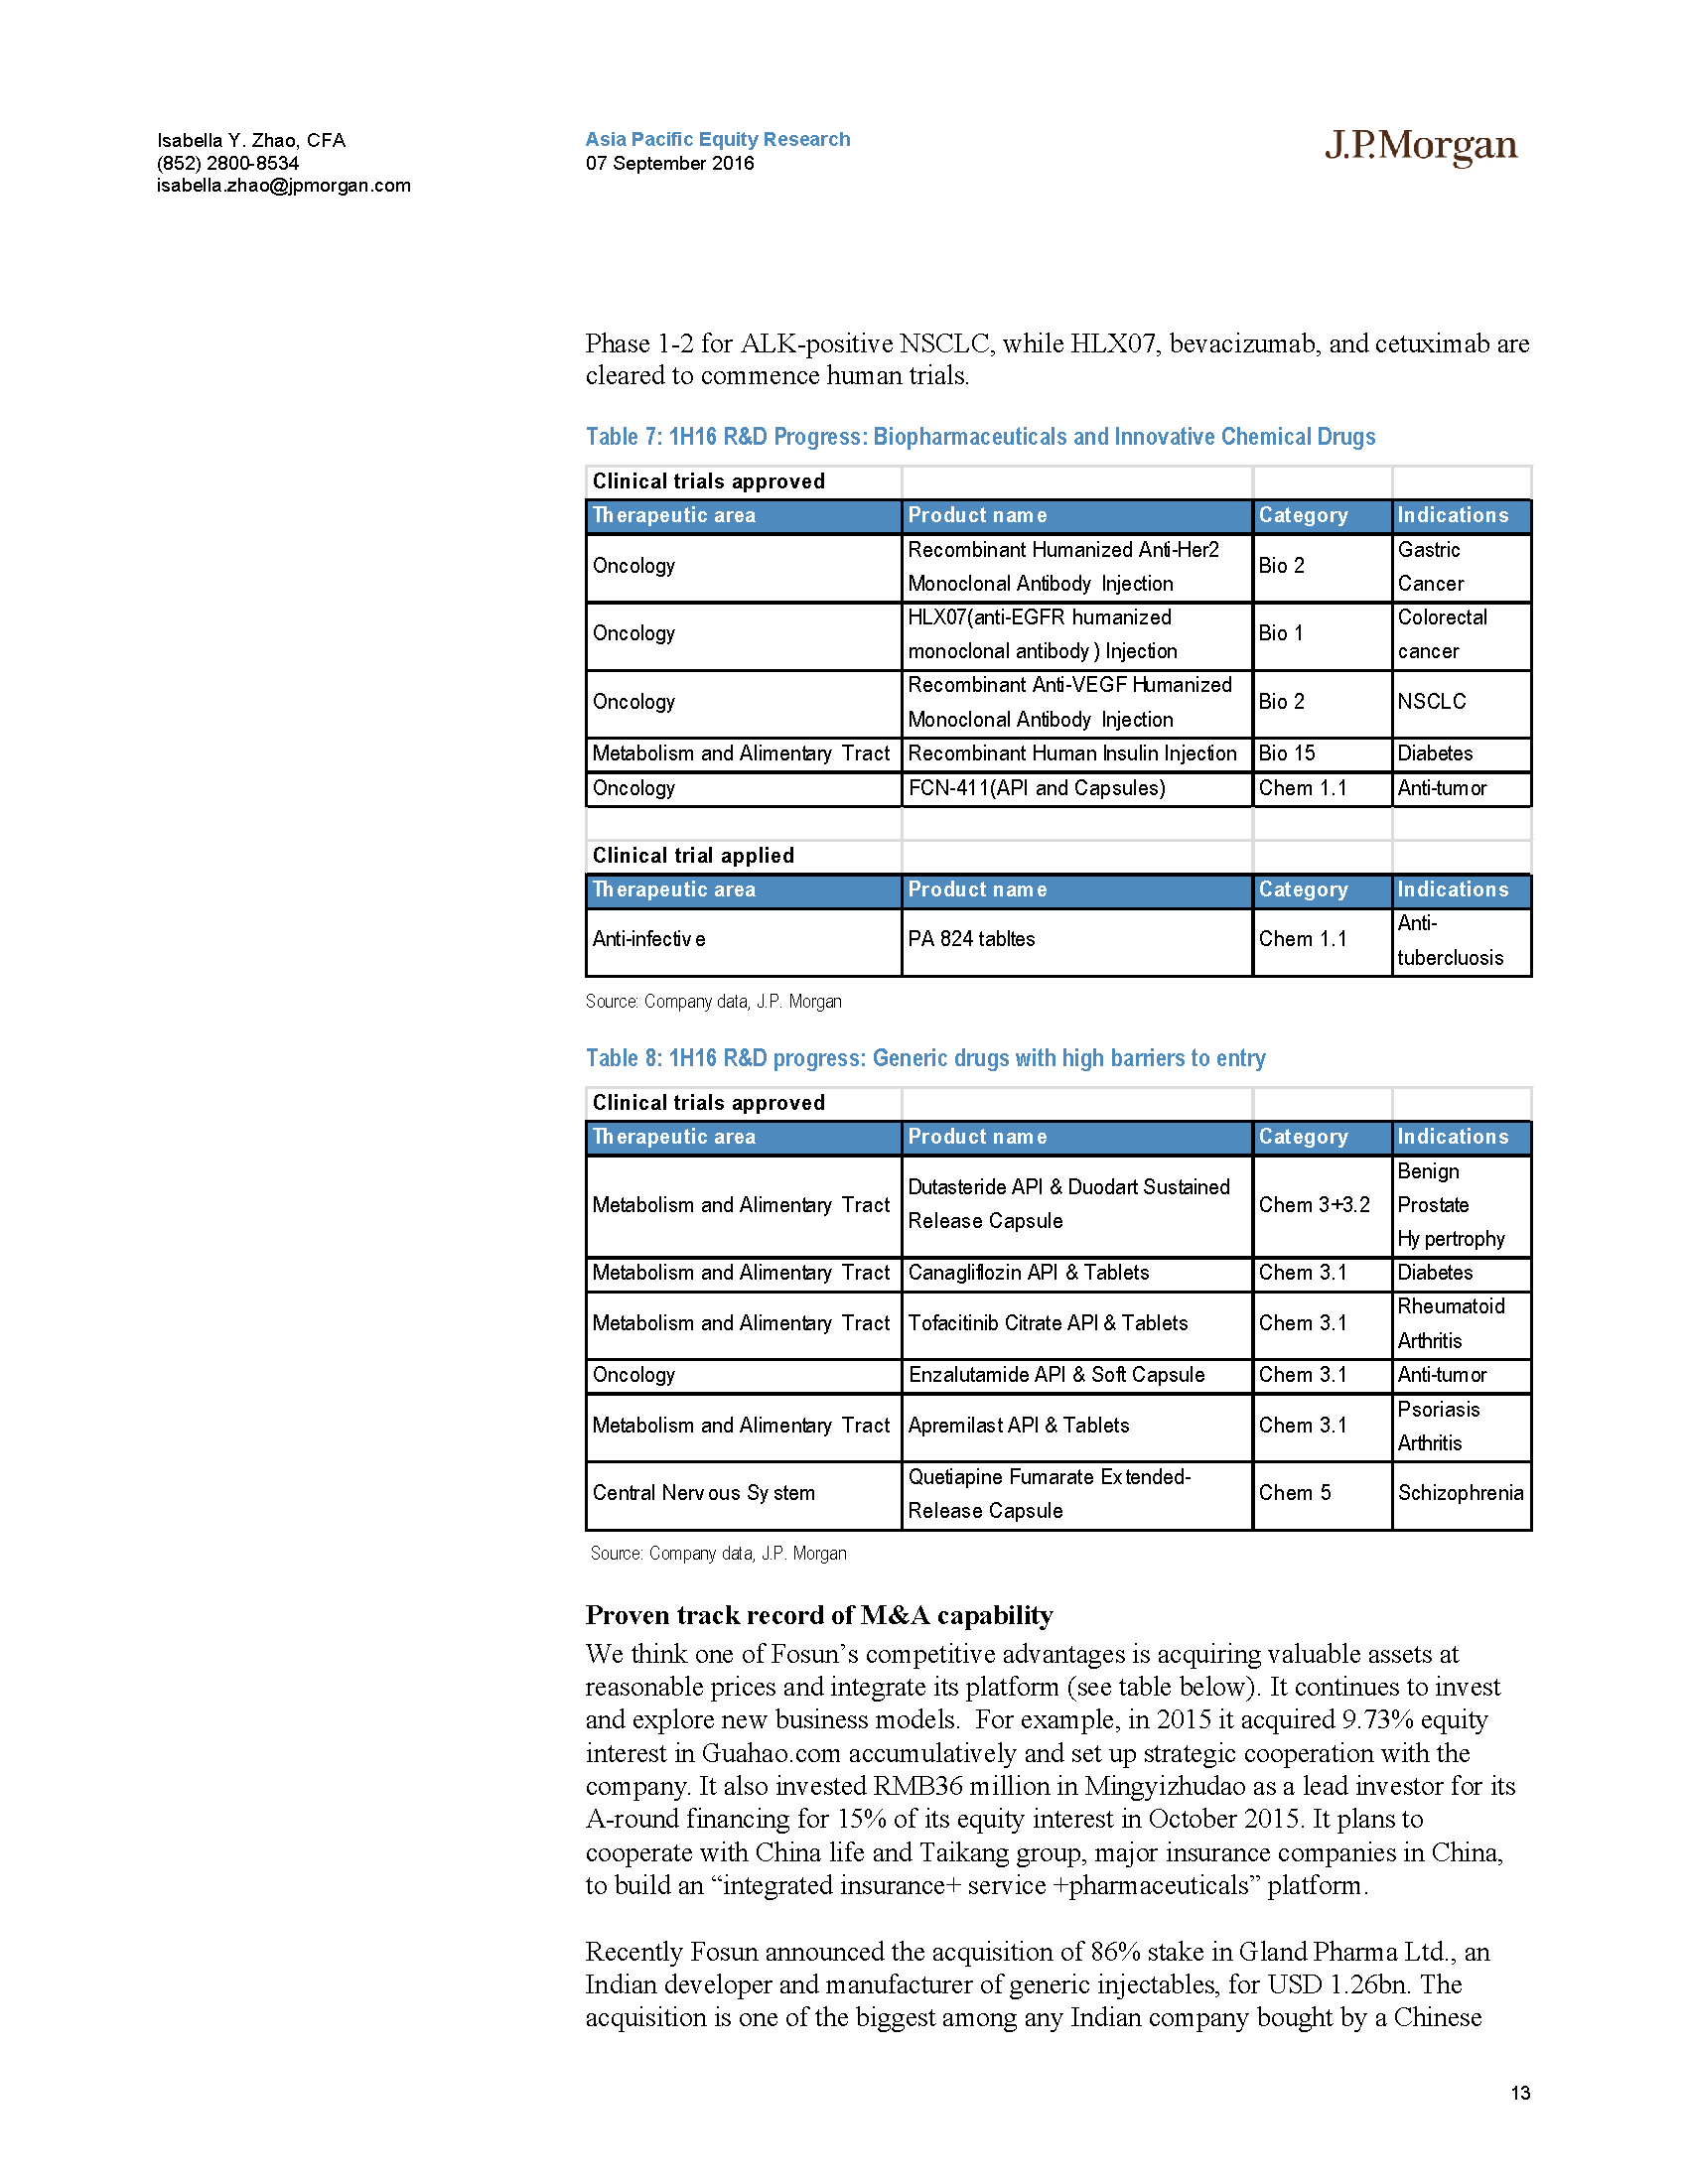 Isabella Y. Zhao, CFA
(852) 2800-8534
isabella.zhao@jpmorgan.com
Asia Pacific Equity Research
07 September 2016
J.P.Morgan
Phase 1-2 for ALK-positive NSCLC, while HLX07, bevacizumab, and cetuximab are
cleared to commence human trials.
Table 7: 1H16 R&D Progress: Biopharmaceuticals and Innovative Chemical Drugs
Clinical trials approved
Therapeutic area Product name Category Indications
Oncology Recombinant Humanized Anti-Her2 Bio 2 Gastric
Monoclonal Antibody Injection Cancer
Oncology HLX07(anti-EGFR humanized Bio 1 Colorectal
monoclonal antibody) Injection cancer
Oncology Recombinant Anti-VEGF Humanized Bio 2 NSCLC
Monoclonal Antibody Injection
Metabolism and Alimentary Tract Recombinant Human Insulin Injection Bio 15 Diabetes
Oncology FCN-411(API and Capsules) Chem 1.1 Anti-tumor
Clinical trial applied
Therapeutic area Product name Category Indications
Anti-infective PA 824 tabltes Chem 1.1 Anti-
tubercluosis
Source: Company data, J.P. Morgan
Table 8: 1H16 R&D progress: Generic drugs with high barriers to entry
Clinical trials approved
Therapeutic area Product name Category Indications
Metabolism and Alimentary Tract Dutasteride API & Duodart Sustained Chem 3+3.2 Benign
Release Capsule Prostate
Hypertrophy
Metabolism and Alimentary Tract Canagliflozin API & Tablets Chem 3.1 Diabetes
Metabolism and Alimentary Tract Tofacitinib Citrate API & Tablets Chem 3.1 Rheumatoid
Arthritis
Oncology Enzalutamide API & Soft Capsule Chem 3.1 Anti-tumor
Metabolism and Alimentary Tract Apremilast API & Tablets Chem 3.1 Psoriasis
Arthritis
Central Nervous System Quetiapine Fumarate Extended- Chem 5 Schizophrenia
Release Capsule
Source: Company data, J.P. Morgan
Proven track record of M&A capability
We think one of Fosun’s competitive advantages is acquiring valuable assets at
reasonable prices and integrate its platform (see table below). It continues to invest
and explore new business models.  For example, in 2015 it acquired 9.73% equity
interest in Guahao.com accumulatively and set up strategic cooperation with the
company. It also invested RMB36 million in Mingyizhudao as a lead investor for its
A-round financing for 15% of its equity interest in October 2015. It plans to
cooperate with China life and Taikang group, major insurance companies in China,
to build an “integrated insurance+ service +pharmaceuticals” platform.
Recently Fosun announced the acquisition of 86% stake in Gland Pharma Ltd., an
Indian developer and manufacturer of generic injectables, for USD 1.26bn. The
acquisition is one of the biggest among any Indian company bought by a Chinese
13